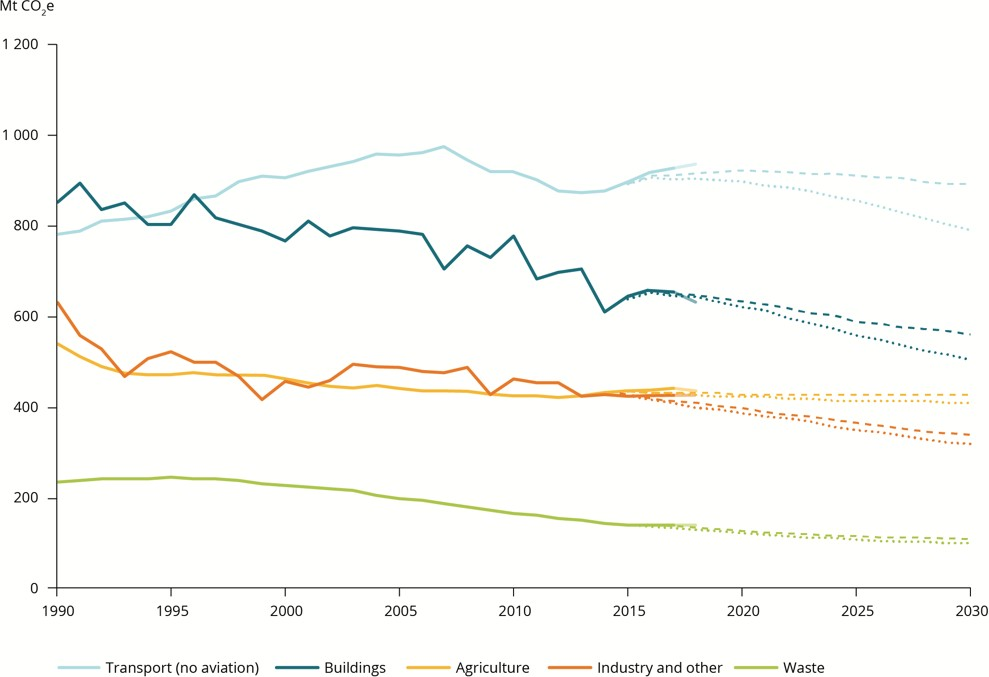 Mt CO₂e
1 200
1 000
800
600
400
200
0
1990 1995 2000 2005 2010 2015 2020 2025 2030
Transport (no aviation) Buildings Agriculture Industry and other Waste